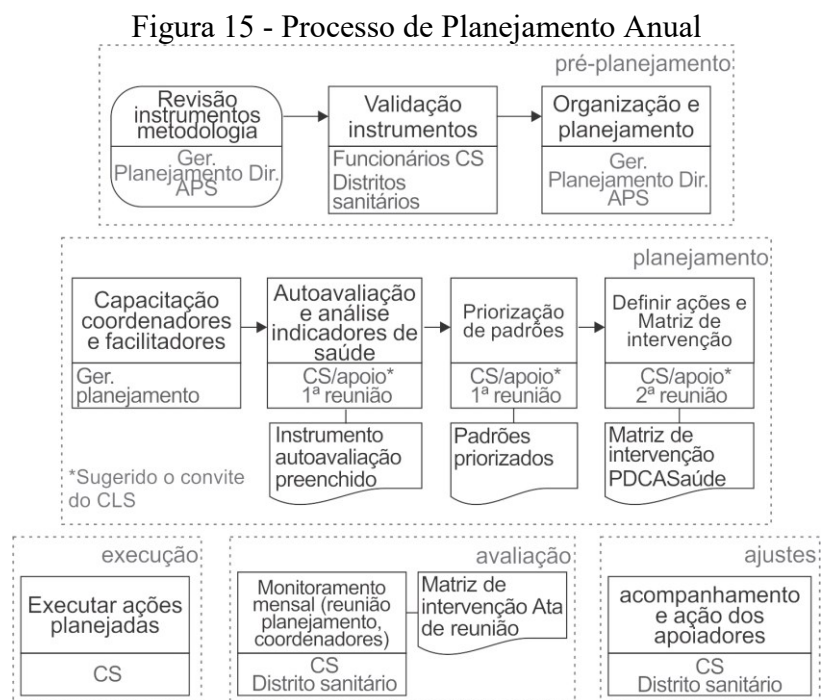 Figura 15 - Processo de Planejamento Anual
pré-planejamento
Revisão
instrumentos
metodologia
Ger.
Planejamento Dir.
APS
Validação
instrumentos
Funcionários CS
Distritos
sanitários
Organização e
planejamento
Ger.
Planejamento Dir.
APS
planejamento
Capacitação
coordenadores
e facilitadores
Ger.
planejamento
Autoavaliação
e análise
indicadores de
saúde
CS/apoio*
1ª reunião
Instrumento
autoavaliação
preenchido
Priorização
de padrões
CS/apoio*
1ª reunião
Padrões
priorizados
Definir ações e
Matriz de
intervenção
CS/apoio*
2ª reunião
Matriz de
intervenção
PDCASaúde
*Sugerido o convite
do CLS
execução
Executar ações
planejadas
CS
avaliação
Monitoramento
mensal (reunião
planejamento,
coordenadores)
CS
Distrito sanitário
Matriz de
intervenção Ata
de reunião
ajustes
acompanhamento
e ação dos
apoiadores
CS
Distrito sanitário